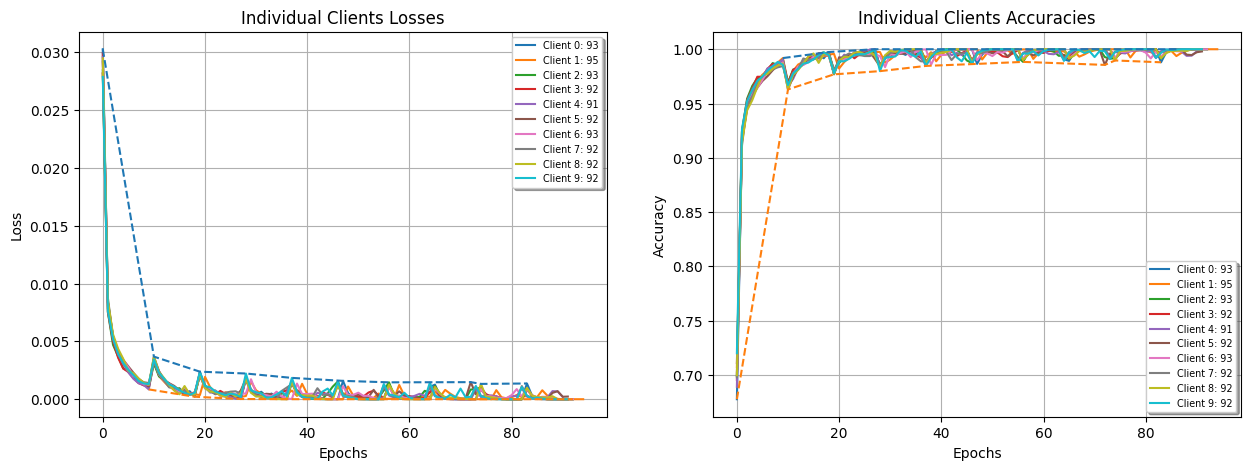 Individual Clients Losses
Loss
0.030
0.025
0.020
0.015
0.010
0.005
0.000
0
20
40
60
80
Epochs
Client 0: 93
Client 1: 95
Client 2: 93
Client 3: 92
Client 4: 91
Client 5: 92
Client 6: 93
Client 7: 92
Client 8: 92
Client 9: 92
Individual Clients Accuracies
Accuracy
1.00
0.95
0.90
0.85
0.80
0.75
0.70
0
20
40
60
80
Epochs
Client 0: 93
Client 1: 95
Client 2: 93
Client 3: 92
Client 4: 91
Client 5: 92
Client 6: 93
Client 7: 92
Client 8: 92
Client 9: 92